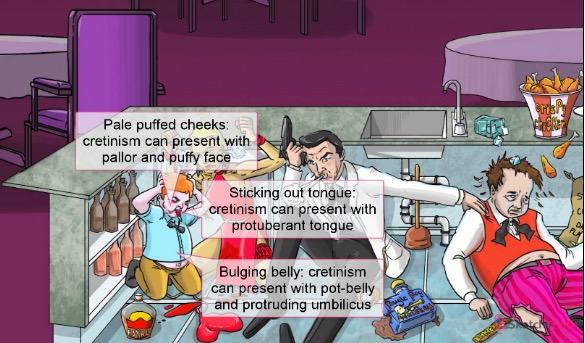 Pale puffed cheeks:
cretinism can present with
pallor and puffy face
Sticking out tongue:
cretinism can present with
protuberant tongue
Bulging belly: cretinism
can present with pot-belly
and protruding umbilicus